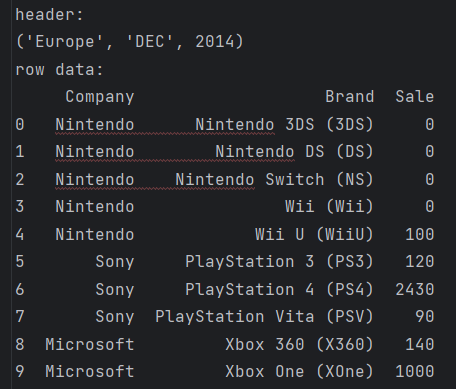 header:
('Europe', 'DEC', 2014)
row data:
Company Brand Sale
0 Nintendo Nintendo 3DS (3DS) 0
1 Nintendo Nintendo DS (DS) 0
2 Nintendo Nintendo Switch (NS) 0
3 Nintendo Wii (Wii) 0
4 Nintendo Wii U (WiiU) 100
5 Sony PlayStation 3 (PS3) 120
6 Sony PlayStation 4 (PS4) 2430
7 Sony PlayStation Vita (PSV) 90
8 Microsoft Xbox 360 (X360) 140
9 Microsoft Xbox One (XOne) 1000